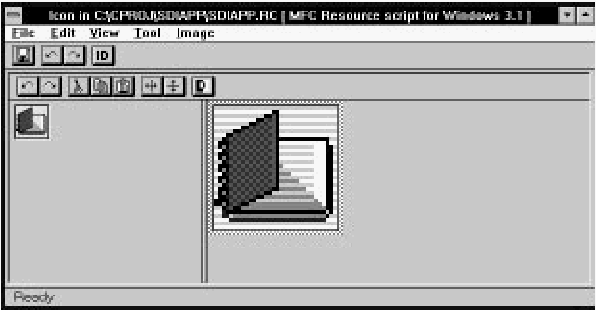 Icon in C:\CPROJ\SDIAPP\SDIAPP.RC [ MFC Resource script for Windows 3.1 ]
File Edit View Tool Image
ID
D
Ready